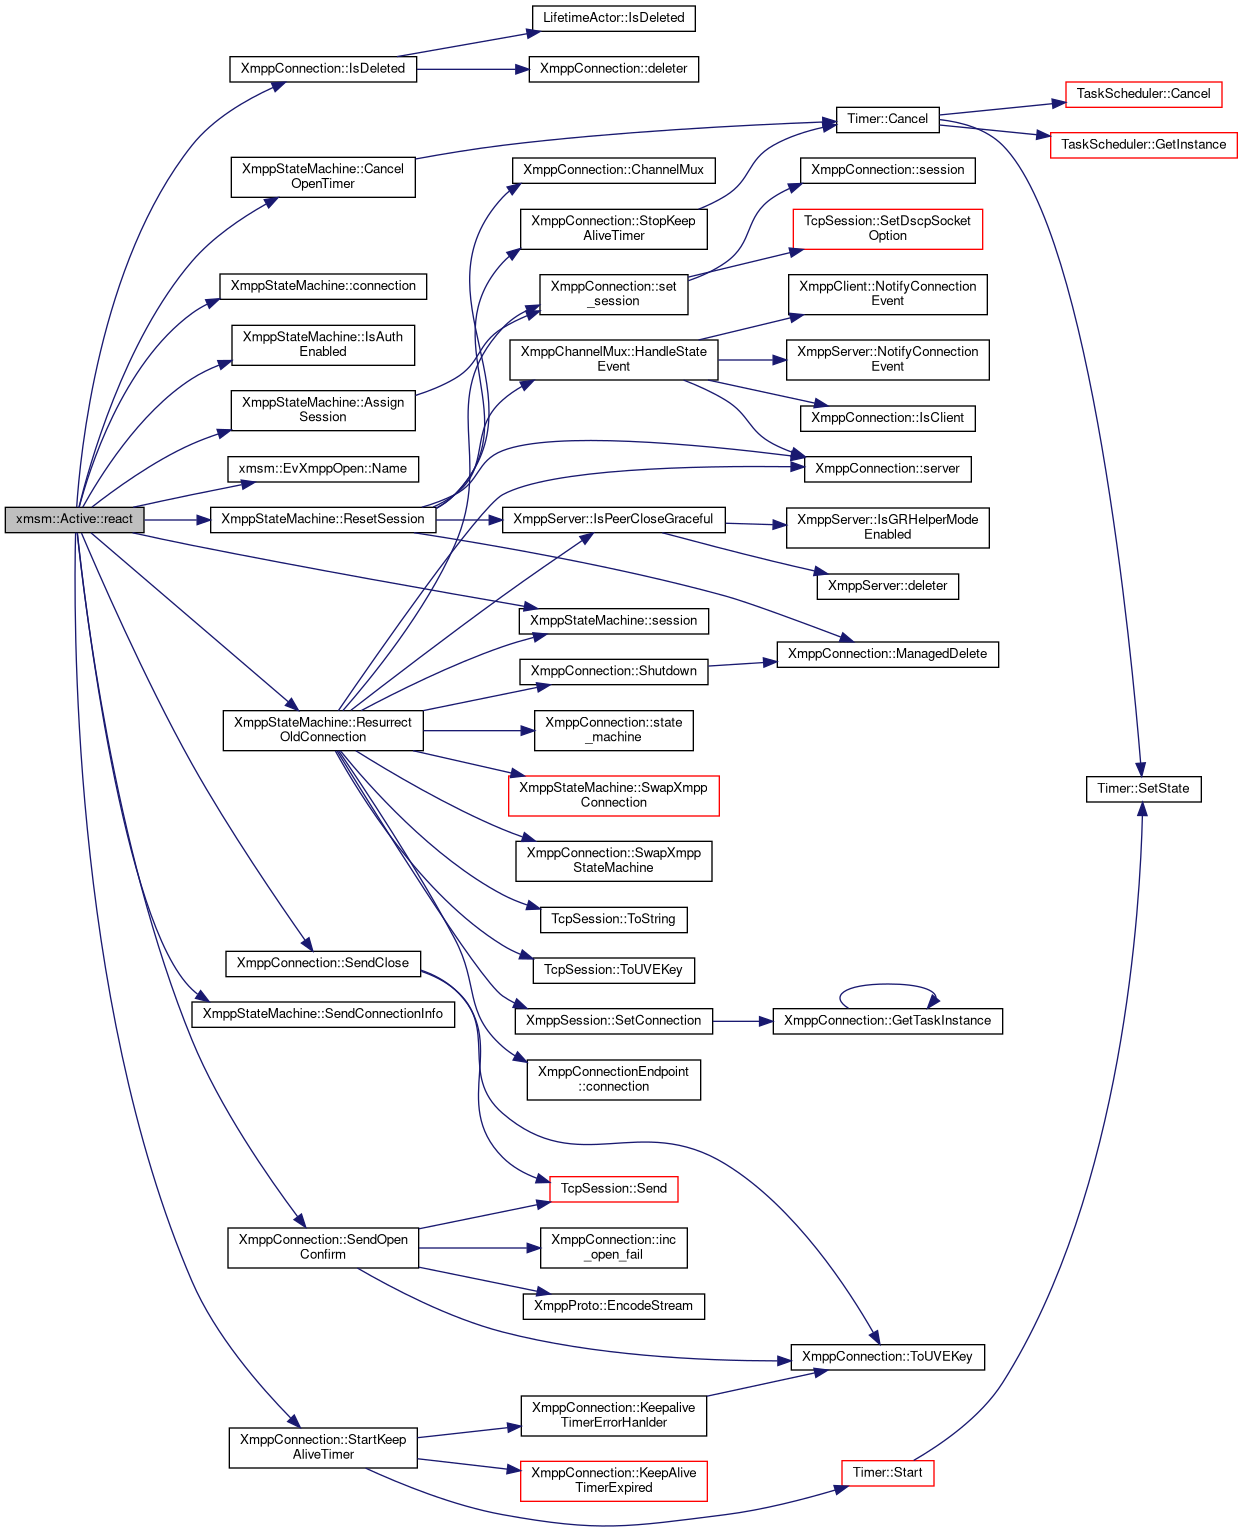 LifetimeActor::IsDeleted
XmppConnection::IsDeleted
XmppConnection::deleter
TaskScheduler::Cancel
Timer::Cancel
TaskScheduler::GetInstance
XmppStateMachine::Cancel
OpenTimer
XmppConnection::ChannelMux
XmppConnection::session
XmppConnection::StopKeep
AliveTimer
TcpSession::SetDscpSocket
Option
XmppStateMachine::connection
XmppConnection::set
_session
XmppClient::NotifyConnection
Event
XmppStateMachine::IsAuth
Enabled
XmppChannelMux::HandleState
Event
XmppServer::NotifyConnection
Event
XmppStateMachine::Assign
Session
XmppConnection::IsClient
xmsm::EvXmppOpen::Name
XmppConnection::server
xmsm::Active::react
XmppStateMachine::ResetSession
XmppServer::IsPeerCloseGraceful
XmppServer::IsGRHelperMode
Enabled
XmppServer::deleter
XmppStateMachine::session
XmppConnection::ManagedDelete
XmppConnection::Shutdown
XmppStateMachine::Resurrect
OldConnection
XmppConnection::state
_machine
XmppStateMachine::SwapXmpp
Connection
Timer::SetState
XmppConnection::SwapXmpp
StateMachine
TcpSession::ToString
XmppConnection::SendClose
TcpSession::ToUVEKey
XmppStateMachine::SendConnectionInfo
XmppSession::SetConnection
XmppConnection::GetTaskInstance
XmppConnectionEndpoint
::connection
TcpSession::Send
XmppConnection::SendOpen
Confirm
XmppConnection::inc
_open_fail
XmppProto::EncodeStream
XmppConnection::ToUVEKey
XmppConnection::Keepalive
TimerErrorHanlder
XmppConnection::StartKeep
AliveTimer
XmppConnection::KeepAlive
TimerExpired
Timer::Start